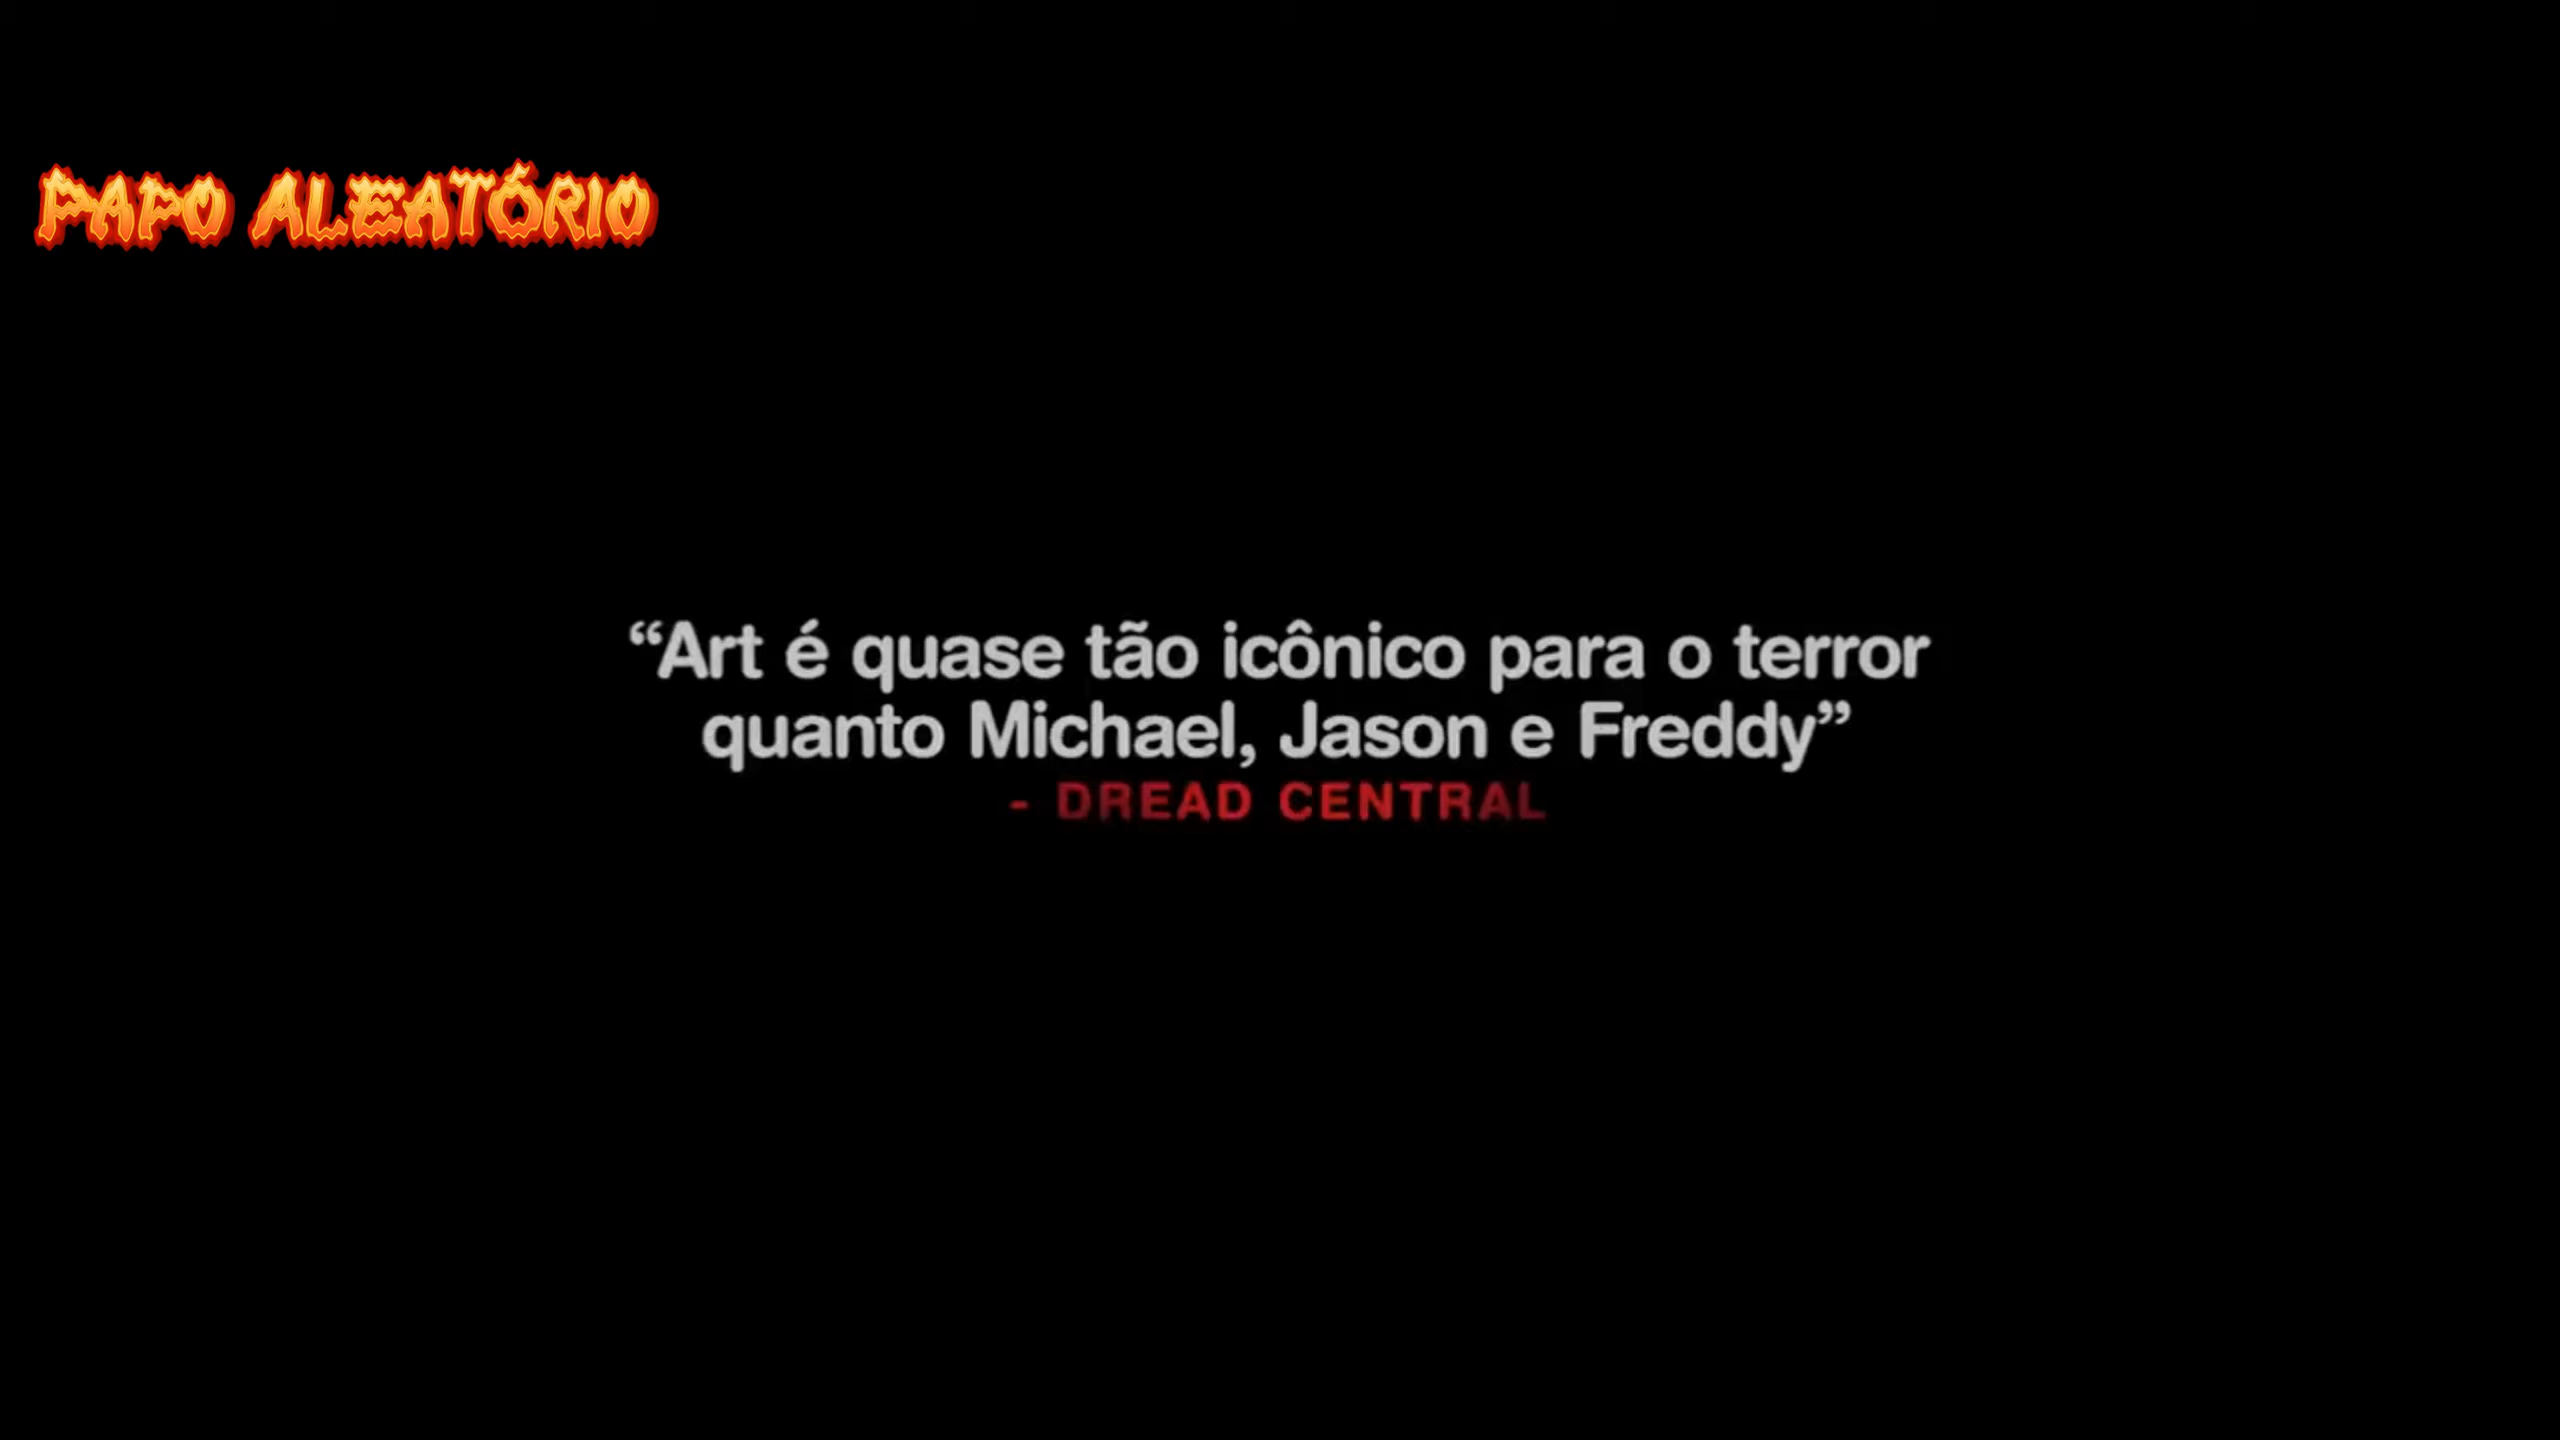 PAPO ALEATÓRIO
“Art é quase tão icônico para o terror
quanto Michael, Jason e Freddy”
- DREAD CENTRAL